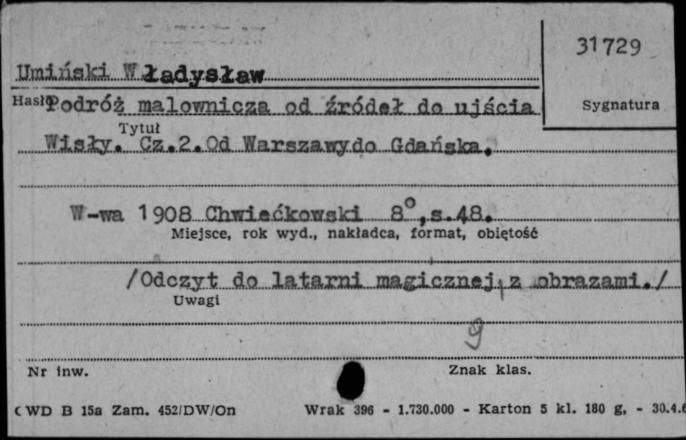 31729
Umiński Władysław
Hasło Podróż malownicza od źródeł do ujścia
Sygnatura
Tytuł
Wisły. Cz.2.Od Warszawy do Gdańska.
W-wa 1908 Chwiećkowski 8°,s.48.
Miejsce, rok wyd., nakładca, format, objętość
/Odczyt do latarni magicznej z obrazami./
Uwagi
9
Nr inw.
Znak klas.
CWD B 15a Zam. 452/DW/On Wrak 396 - 1.730.000 - Karton 5 kl. 180 g, - 30.4.6